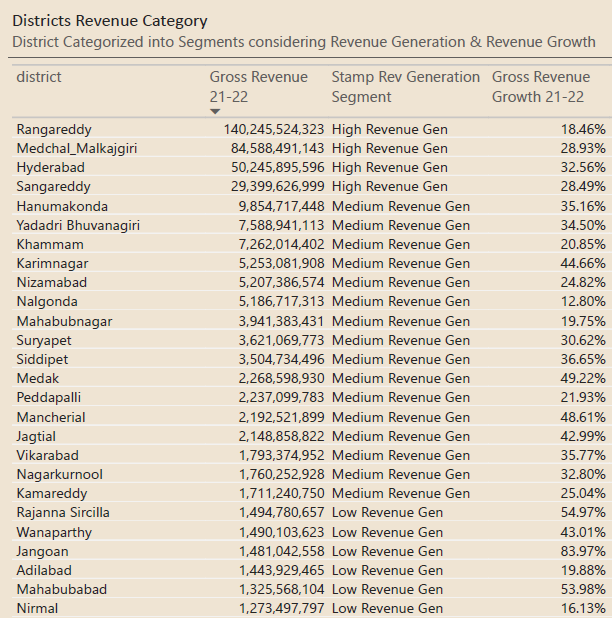 Districts Revenue Category
District Categorized into Segments considering Revenue Generation & Revenue Growth
district Gross Revenue Stamp Rev Generation Gross Revenue
21-22 Segment Growth 21-22
Rangareddy 140,245,524,323 High Revenue Gen 18.46%
Medchal_Malkajgiri 84,588,491,143 High Revenue Gen 28.93%
Hyderabad 50,245,895,596 High Revenue Gen 32.56%
Sangareddy 29,399,626,999 High Revenue Gen 28.49%
Hanumakonda 9,854,717,448 Medium Revenue Gen 35.16%
Yadadri Bhuvanagiri 7,588,941,113 Medium Revenue Gen 34.50%
Khammam 7,262,014,402 Medium Revenue Gen 20.85%
Karimnagar 5,253,081,908 Medium Revenue Gen 44.66%
Nizamabad 5,207,386,574 Medium Revenue Gen 24.82%
Nalgonda 5,186,717,313 Medium Revenue Gen 12.80%
Mahabubnagar 3,941,383,431 Medium Revenue Gen 19.75%
Suryapet 3,621,069,773 Medium Revenue Gen 30.62%
Siddipet 3,504,734,496 Medium Revenue Gen 36.65%
Medak 2,268,598,930 Medium Revenue Gen 49.22%
Peddapalli 2,237,099,783 Medium Revenue Gen 21.93%
Mancherial 2,192,521,899 Medium Revenue Gen 48.61%
Jagtial 2,148,858,822 Medium Revenue Gen 42.99%
Vikarabad 1,793,374,952 Medium Revenue Gen 35.77%
Nagarkurnool 1,760,252,928 Medium Revenue Gen 32.80%
Kamareddy 1,711,240,750 Medium Revenue Gen 25.04%
Rajanna Sircilla 1,494,780,657 Low Revenue Gen 54.97%
Wanaparthy 1,490,103,623 Low Revenue Gen 43.01%
Jangoan 1,481,042,558 Low Revenue Gen 83.97%
Adilabad 1,443,929,465 Low Revenue Gen 19.88%
Mahabubabad 1,325,568,104 Low Revenue Gen 53.98%
Nirmal 1,273,497,797 Low Revenue Gen 16.13%